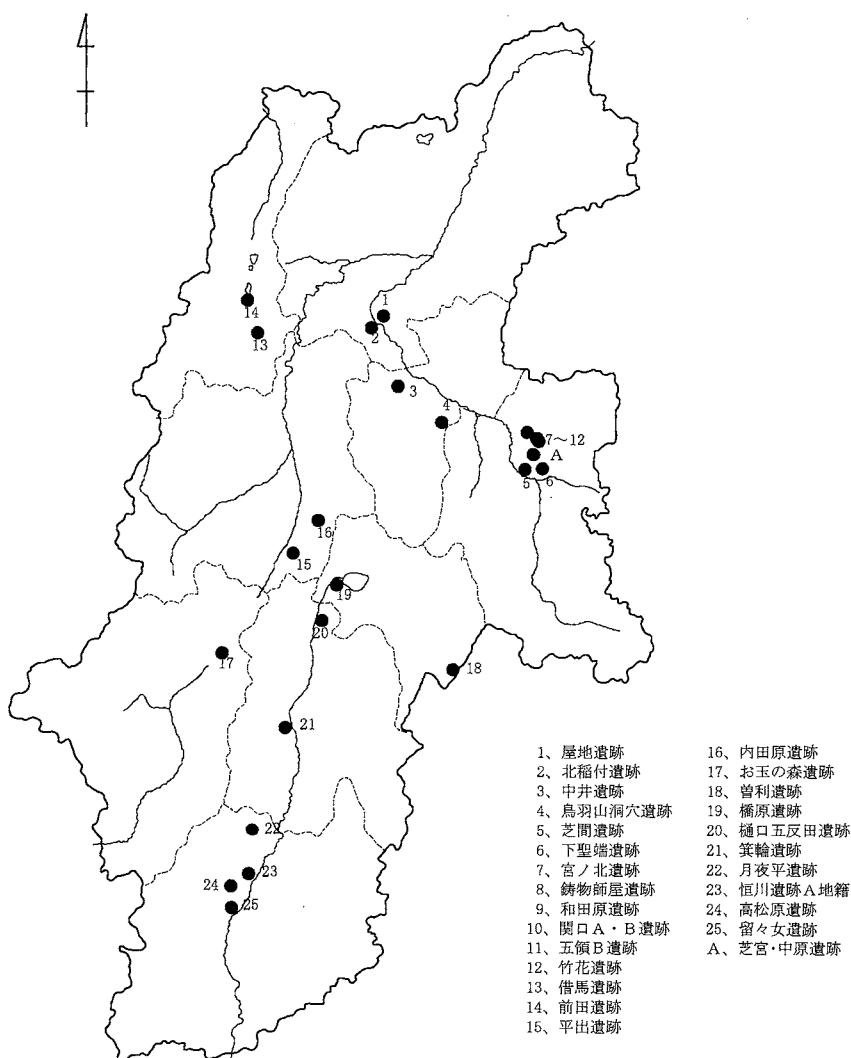 14
13
1
2
3
4
7〜12
A
5
6
16
15
19
20
17
18
21
22
23
24
25
1、屋地遺跡
2、北稲付遺跡
3、中井遺跡
4、鳥羽山洞穴遺跡
5、芝間遺跡
6、下聖端遺跡
7、宮ノ北遺跡
8、鋳物師屋遺跡
9、和田原遺跡
10、関口A・B遺跡
11、五領B遺跡
12、竹花遺跡
13、借馬遺跡
14、前田遺跡
15、平出遺跡
16、内田原遺跡
17、お玉の森遺跡
18、曽利遺跡
19、橋原遺跡
20、樋口五反田遺跡
21、箕輪遺跡
22、月夜平遺跡
23、恒川遺跡A地籍
24、高松原遺跡
25、留々女遺跡
A、芝宮・中原遺跡